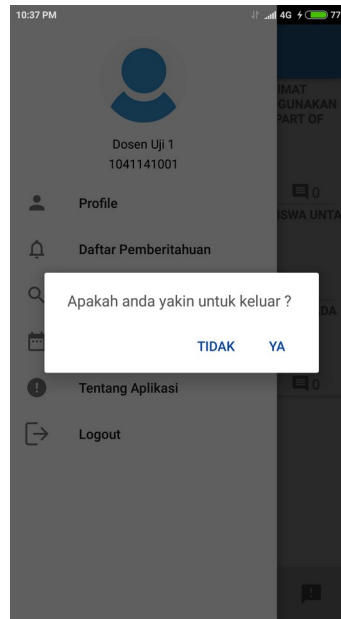 10:37 PM
4G
77
IMAT
GUNAKAN
PART OF
Dosen Uji 1
1041141001
0
Profile
ISWA UNTA
Daftar Pemberitahuan
Apakah anda yakin untuk keluar ?
DA
TIDAK YA
Tentang Aplikasi
0
Logout